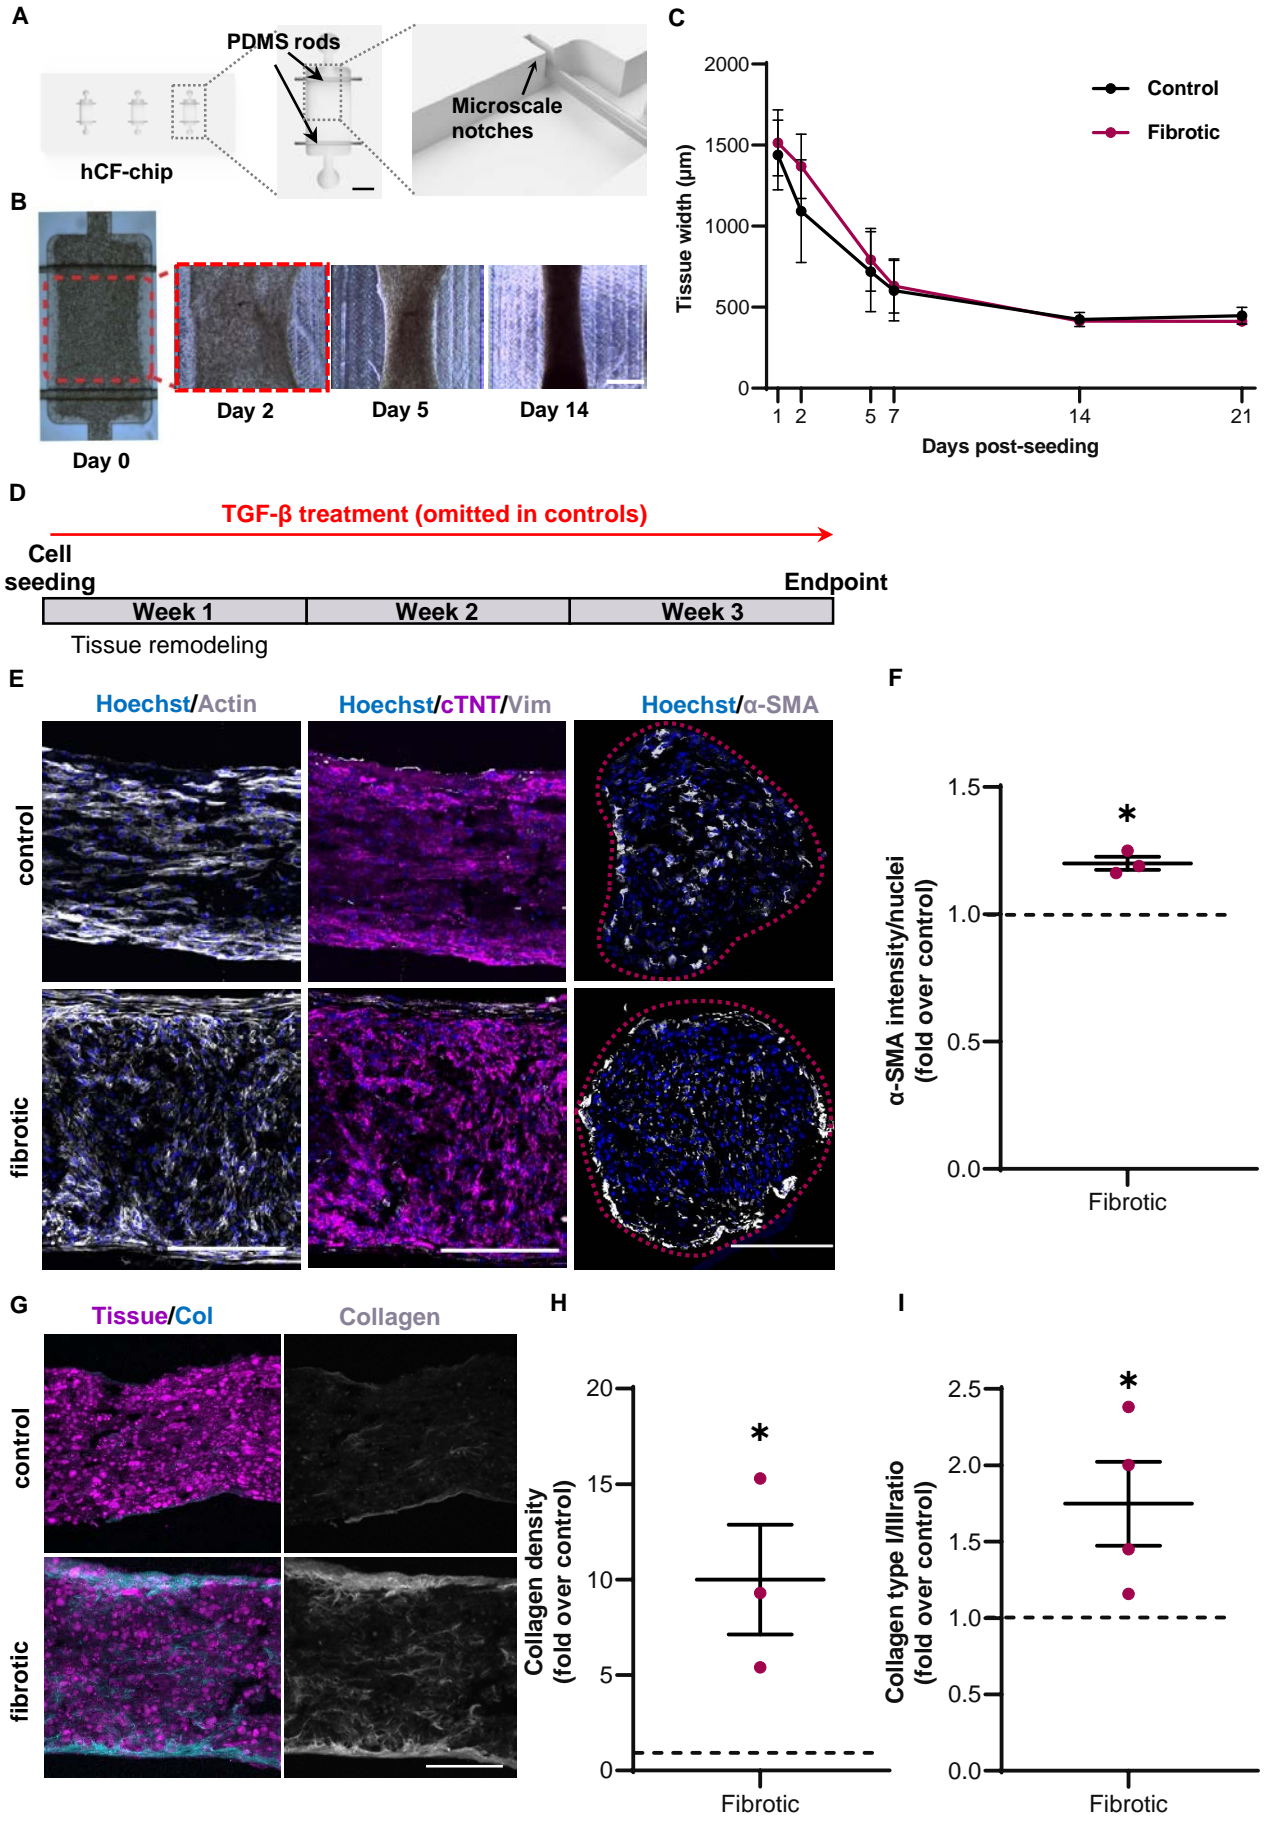 A
PDMS rods
Microscale
notches
hCF-chip
B
Day 0
Day 2
Day 5
Day 14
C
2000
1500
1000
500
0
Tissue width (µm)
1 2 5 7 14 21
Days post-seeding
Control
Fibrotic
D
TGF-β treatment (omitted in controls)
Cell
seeding
Endpoint
Week 1
Week 2
Week 3
Tissue remodeling
E
Hoechst/Actin
Hoechst/cTNT/Vim
Hoechst/α-SMA
control
fibrotic
F
1.5
1.0
0.5
0.0
α-SMA intensity/nuclei
(fold over control)
*
Fibrotic
G
Tissue/Col
Collagen
control
fibrotic
H
20
15
10
5
0
Collagen density
(fold over control)
*
Fibrotic
I
2.5
2.0
1.5
1.0
0.5
0.0
Collagen type I/IIIratio
(fold over control)
*
Fibrotic